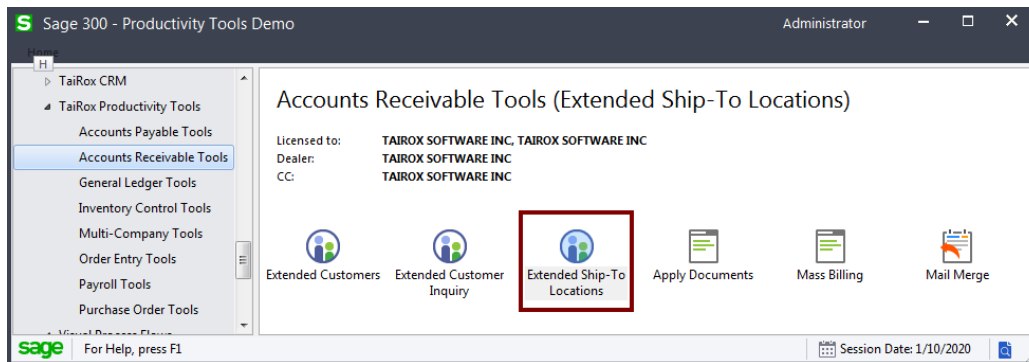 S Sage 300 - Productivity Tools Demo
Administrator
Home
H
TaiRox CRM
TaiRox Productivity Tools
Accounts Payable Tools
Accounts Receivable Tools
General Ledger Tools
Inventory Control Tools
Multi-Company Tools
Order Entry Tools
Payroll Tools
Purchase Order Tools
Visual Process Flows
Accounts Receivable Tools (Extended Ship-To Locations)
Licensed to: TAIROX SOFTWARE INC, TAIROX SOFTWARE INC
Dealer: TAIROX SOFTWARE INC
CC: TAIROX SOFTWARE INC
Extended Customers
Extended Customer
Inquiry
Extended Ship-To
Locations
Apply Documents
Mass Billing
Mail Merge
sage For Help, press F1
Session Date: 1/10/2020